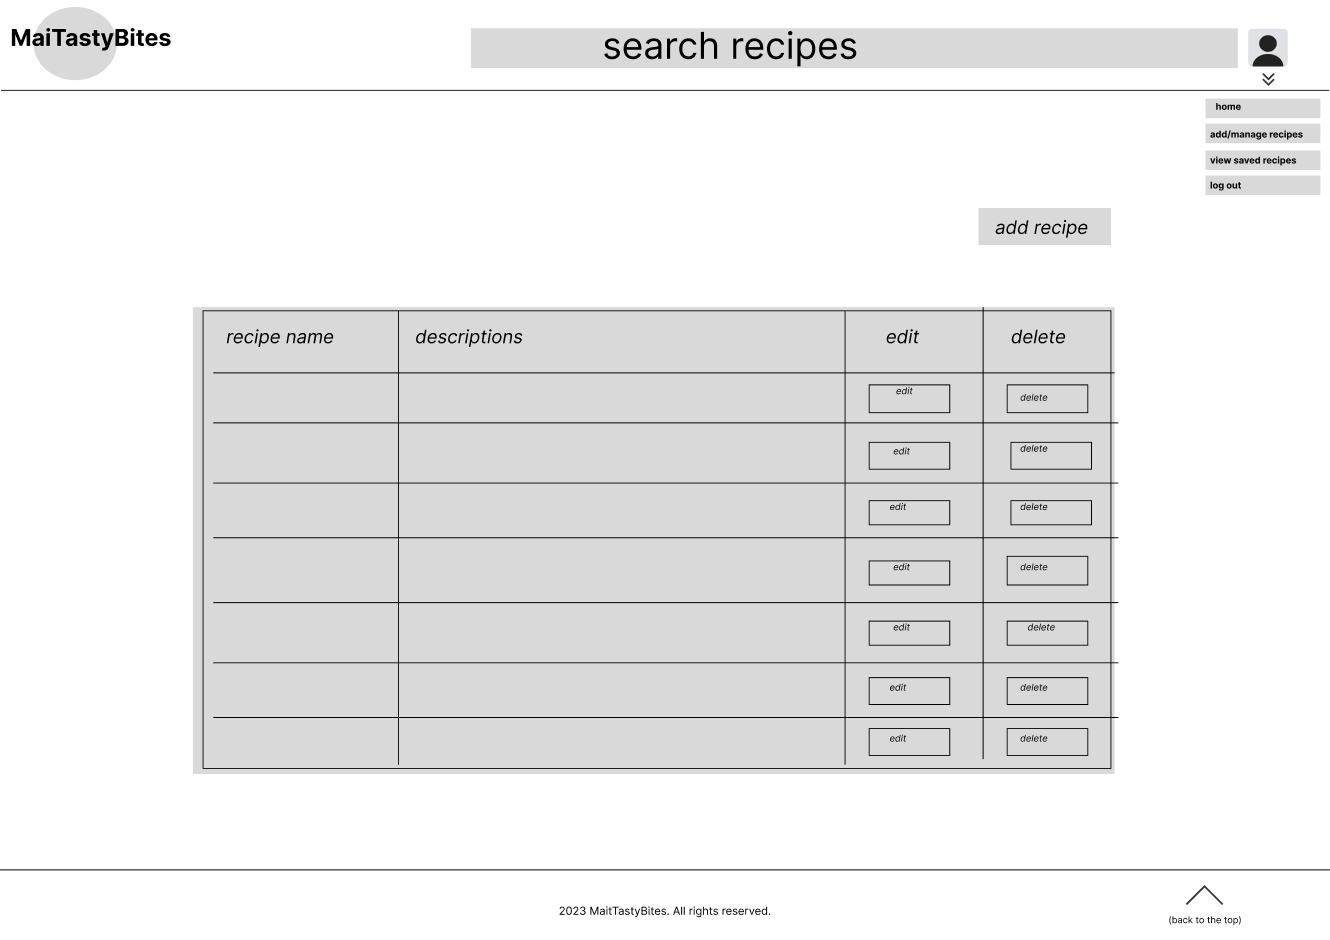 MaiTastyBites
search recipes
home
add/manage recipes
view saved recipes
log out
add recipe
recipe name descriptions edit delete
edit delete
edit delete
edit delete
edit delete
edit delete
edit delete
edit delete
2023 MaitTastyBites. All rights reserved.
(back to the top)